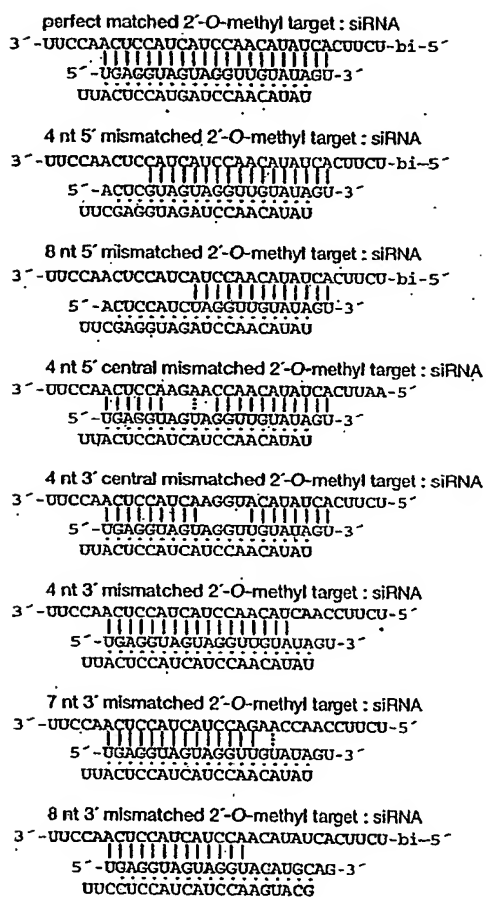 perfect matched 2´-O-methyl target : siRNA
3´-UUCCAACUCCAUCAUCCAACAUAUCACUUCU-bi-5´
5´-UGAGGUAGUAGGUUGUAUAGU-3´
UUACUCCAUGAUCCAACAUAU
4 nt 5´ mismatched 2´-O-methyl target : siRNA
3´-UUCCAACUCCAUCAUCCAACAUAUCACUUCU-bi-5´
5´-ACUCGUAGUAGGUUGUAUAGU-3´
UUCGAGGUAGAUCCAACAUAU
8 nt 5´ mismatched 2´-O-methyl target : siRNA
3´-UUCCAACUCCAUCAUCCAACAUAUCACUUCU-bi-5´
5´-ACUCCAUCUAGGUUGUAUAGU-3´
UUCGAGGUAGAUCCAACAUAU
4 nt 5´ central mismatched 2´-O-methyl target : siRNA
3´-UUCCAACUCCAAGAACCAACAUAUCACUUAA-5´
5´-UGAGGUAGUAGGUUGUAUAGU-3´
UUACUCCAUCAUCCAACAUAU
4 nt 3´ central mismatched 2´-O-methyl target : siRNA
3´-UUCCAACUCCAUCAAGGUACAUAUCACUUCU-5´
5´-UGAGGUAGUAGGUUGUAUAGU-3´
UUACUCCAUCAUCCAACAUAU
4 nt 3´ mismatched 2´-O-methyl target : siRNA
3´-UUCCAACUCCAUCAUCCAACAUCAACCUUCU-5´
5´-UGAGGUAGUAGGUUGUAUAGU-3´
UUACUCCAUCAUCCAACAUAU
7 nt 3´ mismatched 2´-O-methyl target : siRNA
3´-UUCCAACUCCAUCAUCCAGAACCAACCUUCU-5´
5´-UGAGGUAGUAGGUUGUAUAGU-3´
UUACUCCAUCAUCCAACAUAU
8 nt 3´ mismatched 2´-O-methyl target : siRNA
3´-UUCCAACUCCAUCAUCCAACAUAUCACUUCU-bi-5´
5´-UGAGGUAGUAGGUACAUGCAG-3´
UUCCUCCAUCAUCCAAGUACG